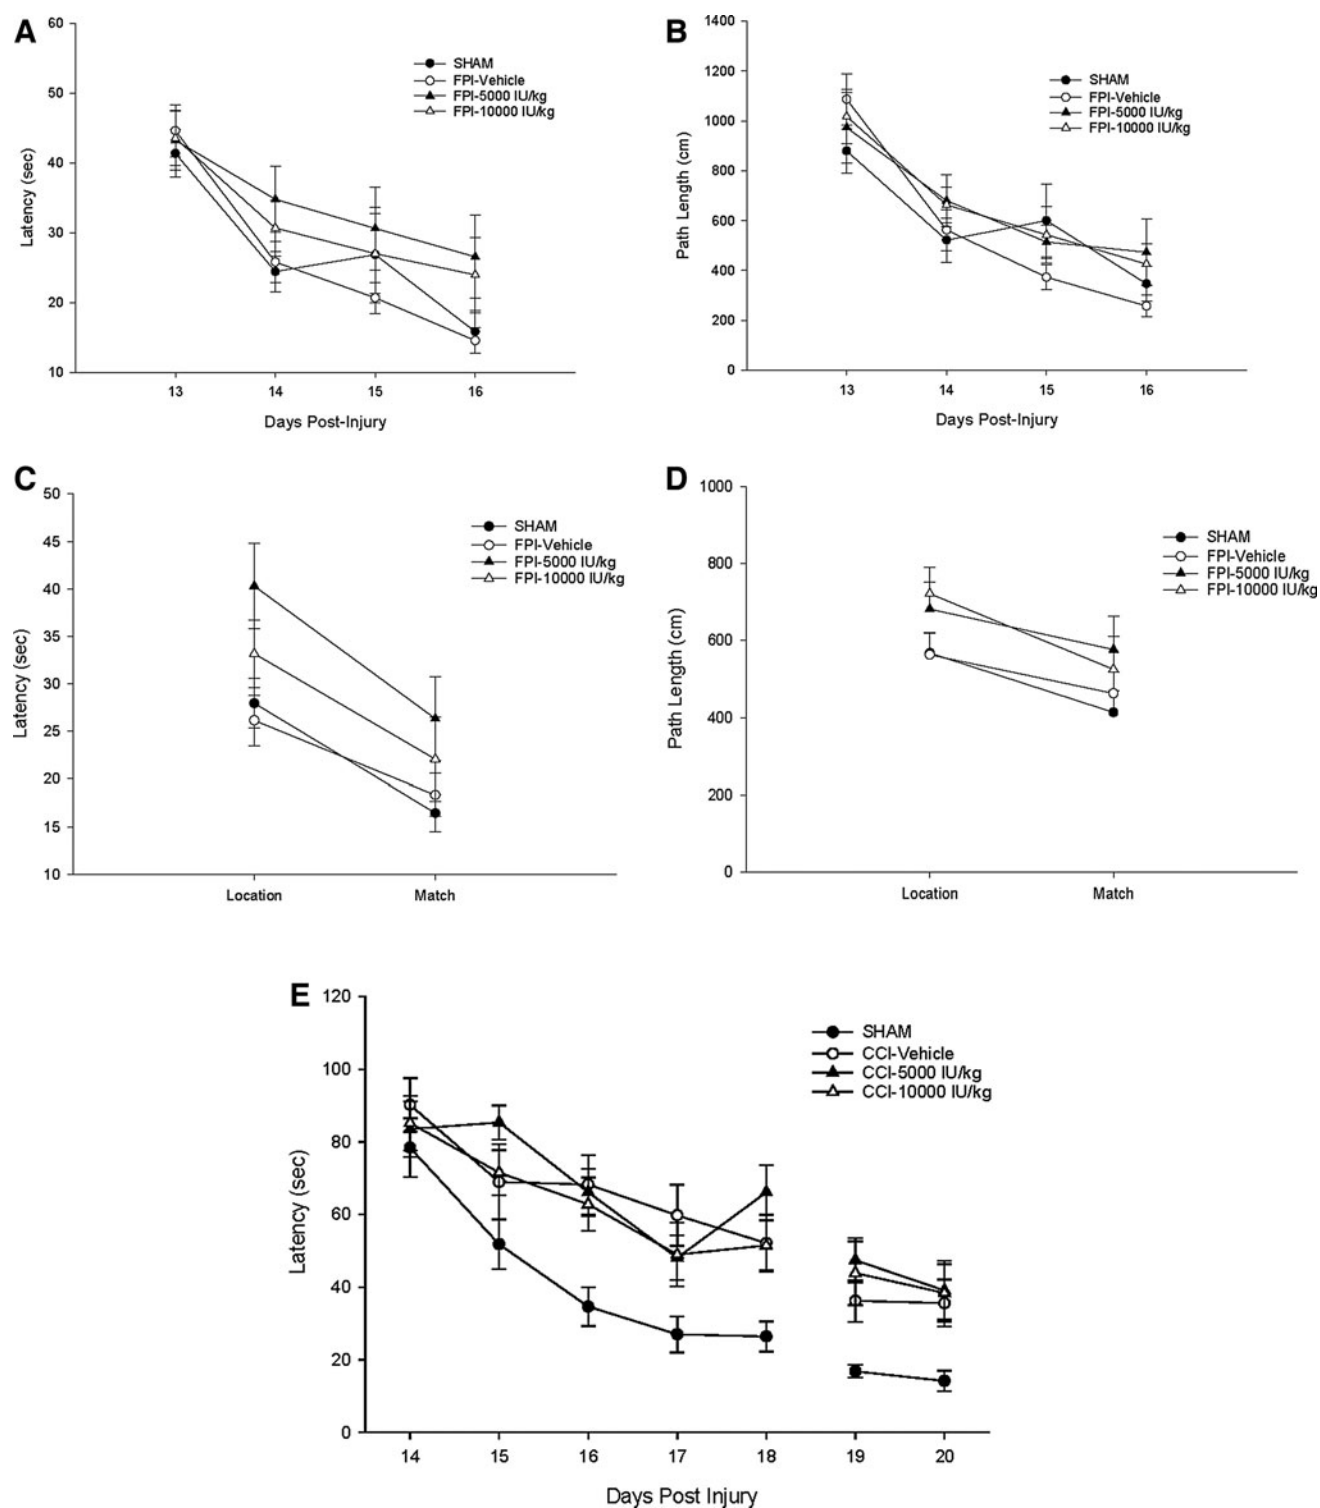 A
60
50
40
30
20
10
Latency (sec)
SHAM
FPI-Vehicle
FPI-5000 IU/kg
FPI-10000 IU/kg
13 14 15 16
Days Post-Injury
B
1400
1200
1000
800
600
400
200
0
Path Length (cm)
SHAM
FPI-Vehicle
FPI-5000 IU/kg
FPI-10000 IU/kg
13 14 15 16
Days Post-Injury
C
50
45
40
35
30
25
20
15
10
Latency (sec)
SHAM
FPI-Vehicle
FPI-5000 IU/kg
FPI-10000 IU/kg
Location Match
D
1000
800
600
400
200
0
Path Length (cm)
SHAM
FPI-Vehicle
FPI-5000 IU/kg
FPI-10000 IU/kg
Location Match
E
120
100
80
60
40
20
0
Latency (sec)
SHAM
CCI-Vehicle
CCI-5000 IU/kg
CCI-10000 IU/kg
14 15 16 17 18 19 20
Days Post Injury